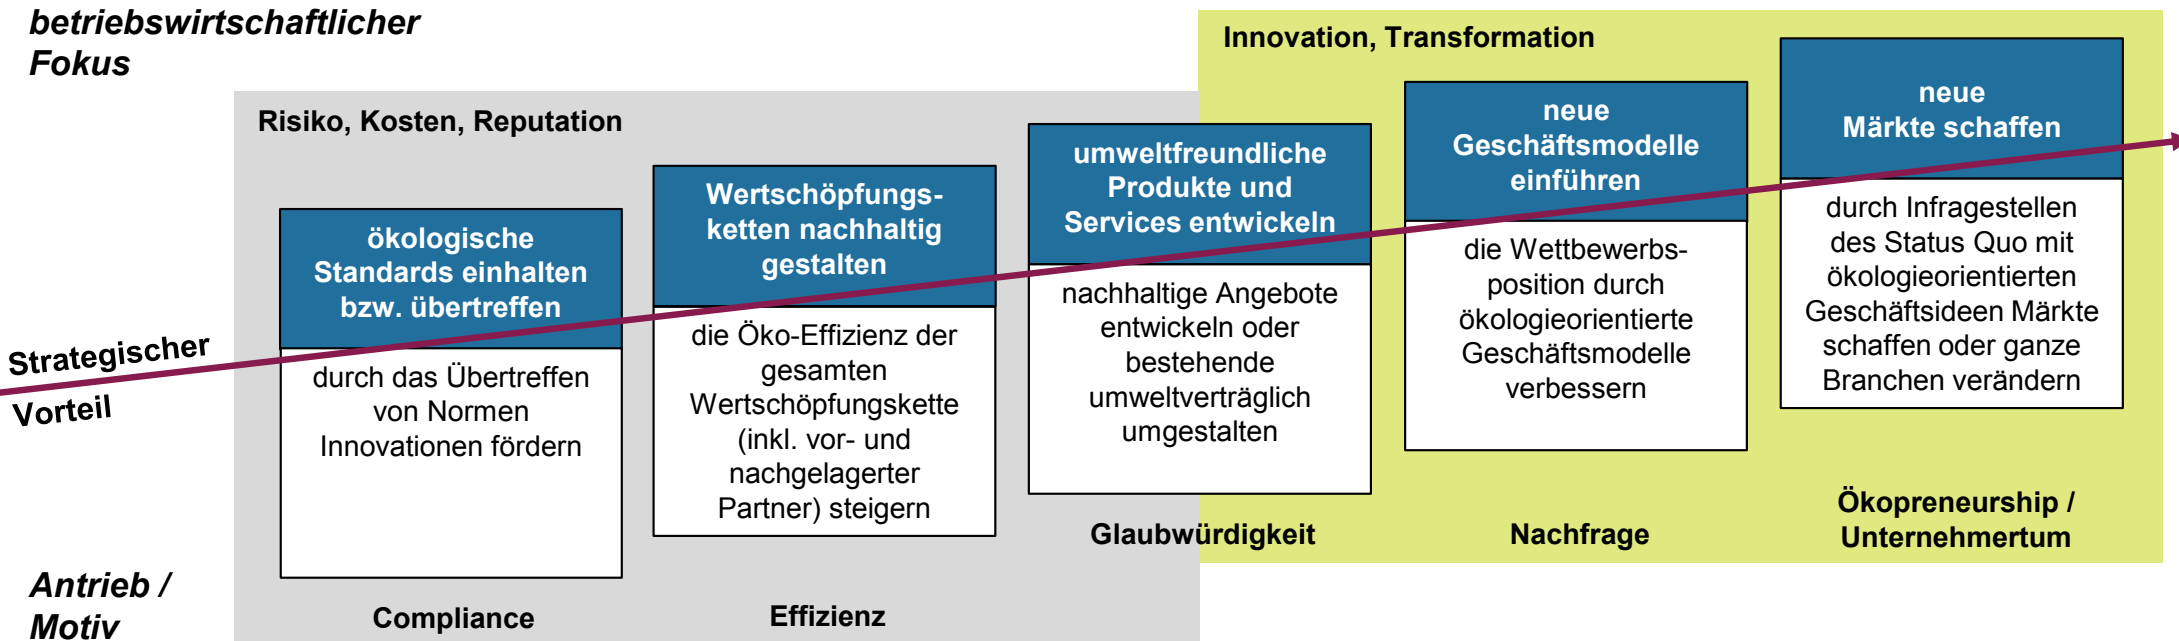 betriebswirtschaftlicher
Fokus
Innovation, Transformation
Risiko, Kosten, Reputation
ökologische
Standards einhalten
bzw. übertreffen
durch das Übertreffen
von Normen
Innovationen fördern
Wertschöpfungs-
ketten nachhaltig
gestalten
die Öko-Effizienz der
gesamten
Wertschöpfungskette
(inkl. vor- und
nachgelagerter
Partner) steigern
umweltfreundliche
Produkte und
Services entwickeln
nachhaltige Angebote
entwickeln oder
bestehende
umweltverträglich
umgestalten
neue
Geschäftsmodelle
einführen
die Wettbewerbs-
position durch
ökologieorientierte
Geschäftsmodelle
verbessern
neue
Märkte schaffen
durch Infragestellen
des Status Quo mit
ökologieorientierten
Geschäftsideen Märkte
schaffen oder ganze
Branchen verändern
Strategischer
Vorteil
Antrieb /
Motiv
Compliance
Effizienz
Glaubwürdigkeit
Nachfrage
Ökopreneurship /
Unternehmertum